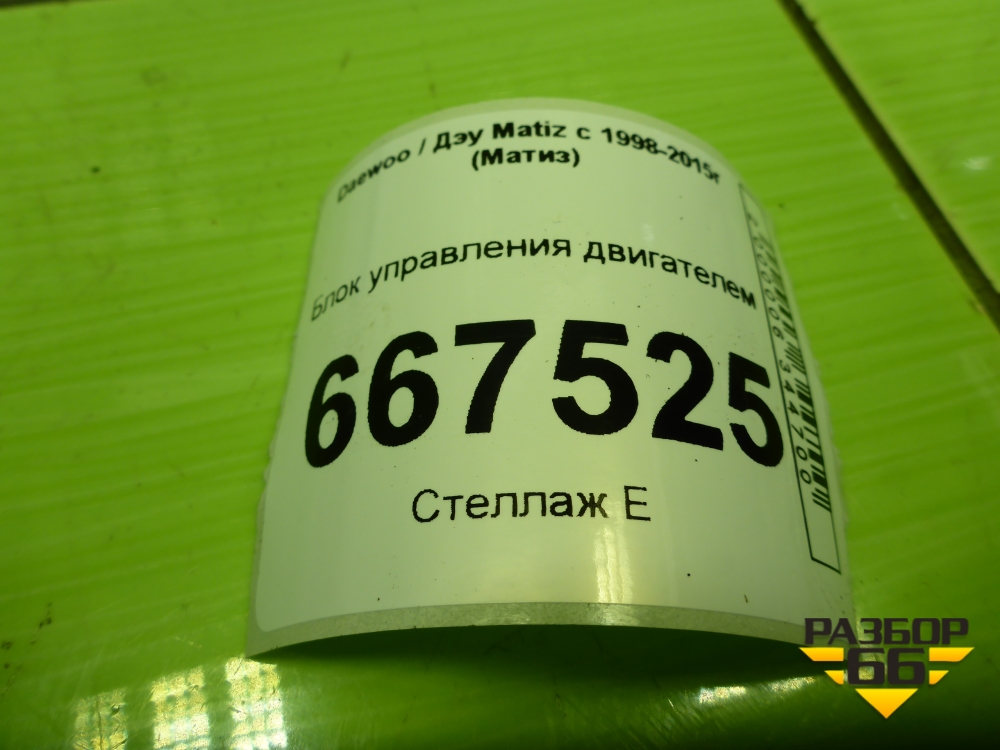 Daewoo / Дэу Matiz с 1998-2015г
(Матиз)
Блок управления двигателем
667525
Стеллаж Е
РАЗБОР
66